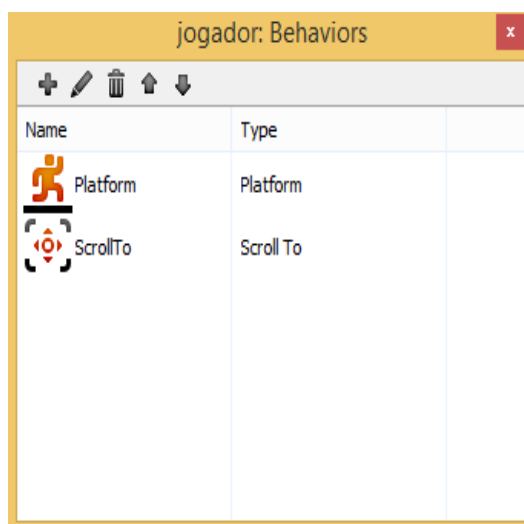 jogador: Behaviors
x
Name Type
Platform Platform
ScrollTo Scroll To